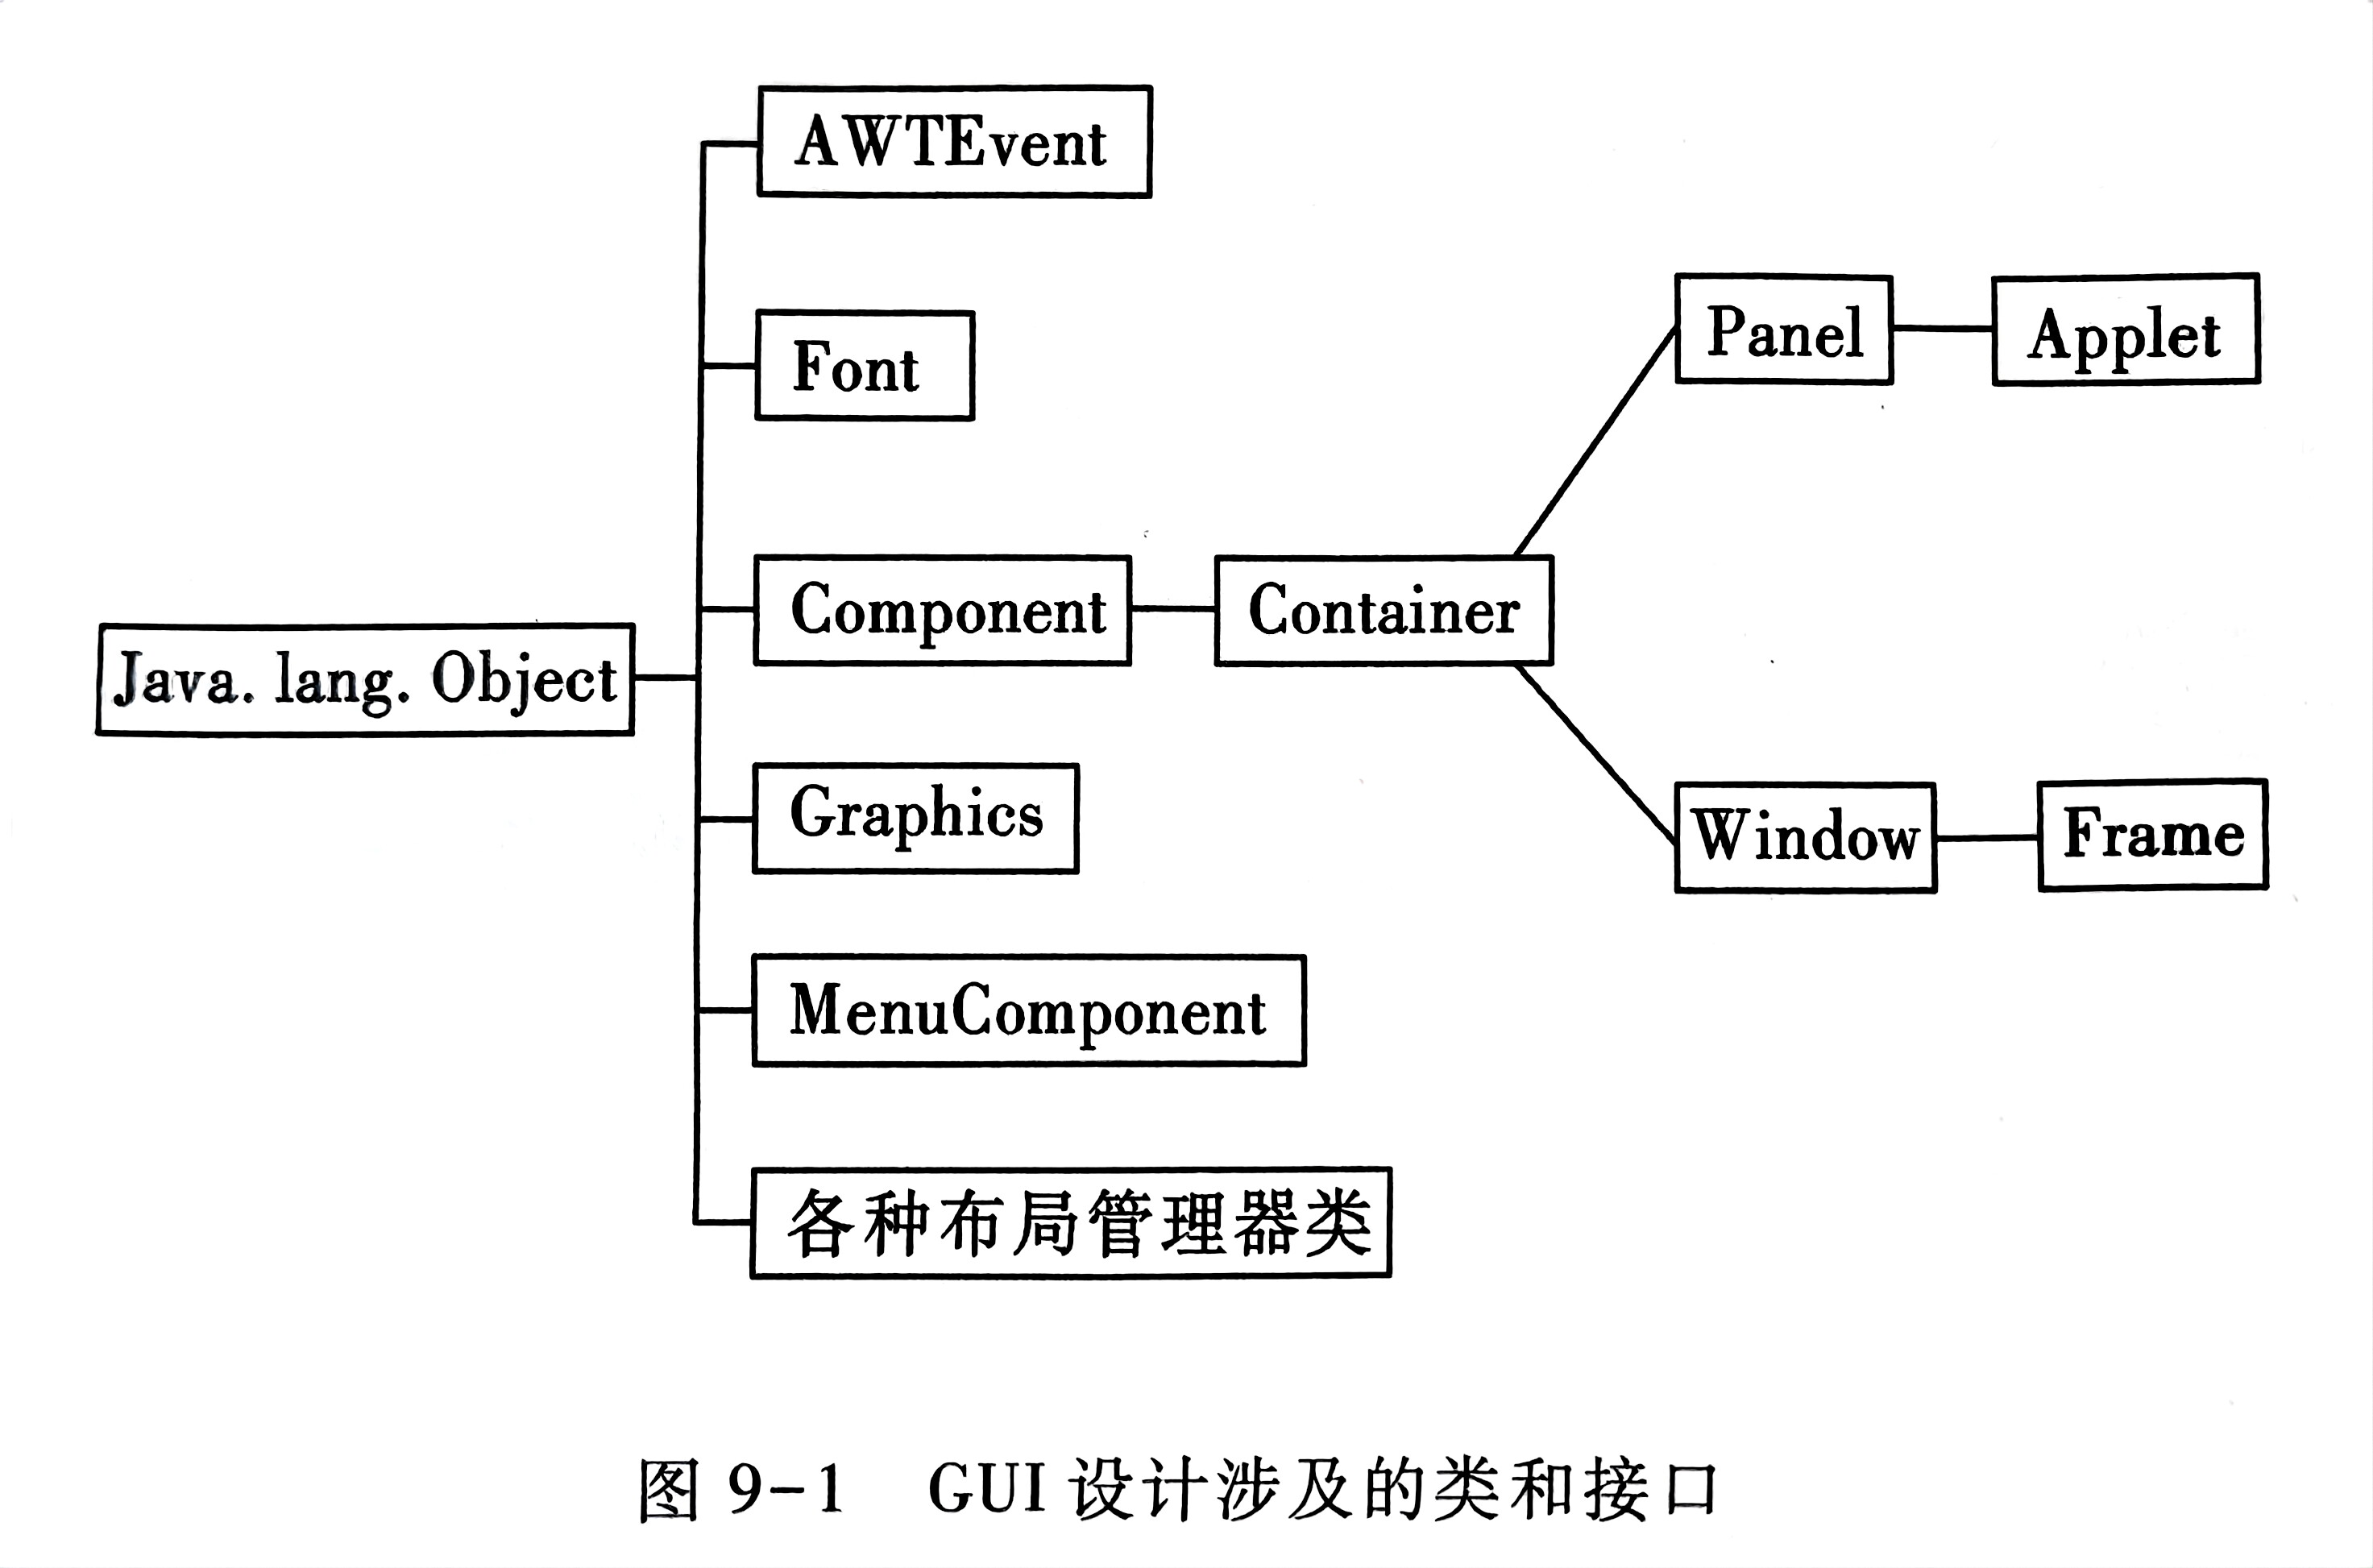 AWTEvent
Font
Panel
Applet
Component
Container
Java. lang. Object
Graphics
Window
Frame
MenuComponent
各种布局管理器类
图 9-1 GUI 设计涉及的类和接口